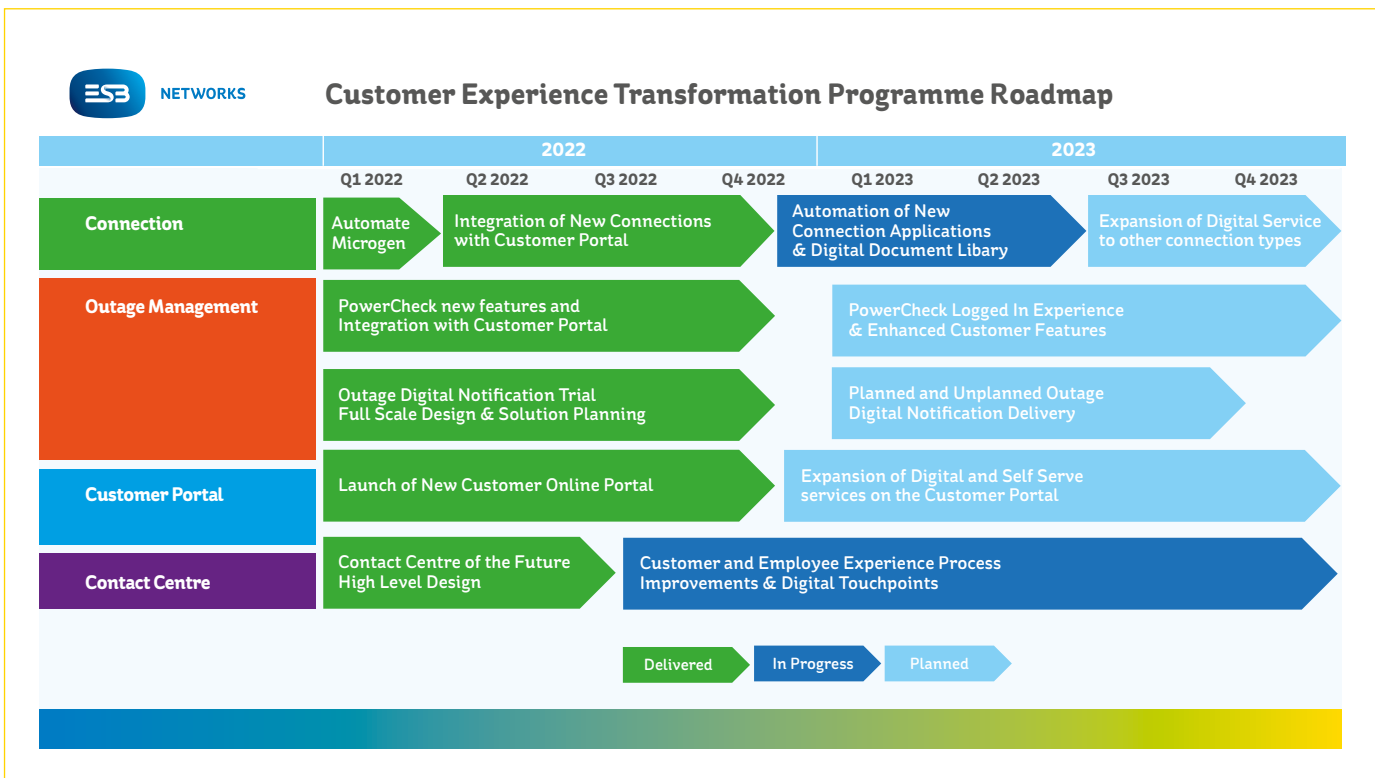 ESB NETWORKS
Customer Experience Transformation Programme Roadmap
2022 2023
Q1 2022 Q2 2022 Q3 2022 Q4 2022 Q1 2023 Q2 2023 Q3 2023 Q4 2023
Connection
Automate
Microgen
Integration of New Connections
with Customer Portal
Automation of New
Connection Applications
& Digital Document Libary
Expansion of Digital Service
to other connection types
Outage Management
PowerCheck new features and
Integration with Customer Portal
PowerCheck Logged In Experience
& Enhanced Customer Features
Outage Digital Notification Trial
Full Scale Design & Solution Planning
Planned and Unplanned Outage
Digital Notification Delivery
Customer Portal
Launch of New Customer Online Portal
Expansion of Digital and Self Serve
services on the Customer Portal
Contact Centre
Contact Centre of the Future
High Level Design
Customer and Employee Experience Process
Improvements & Digital Touchpoints
Delivered In Progress Planned